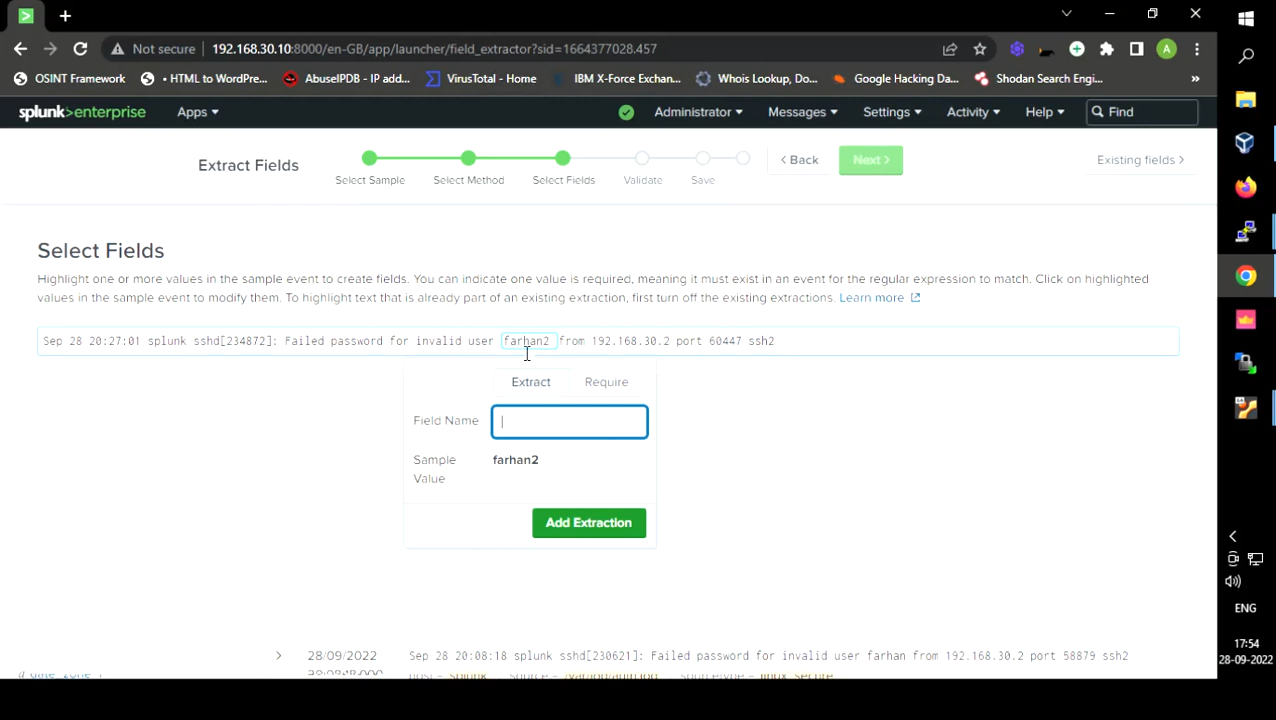 Not secure
192.168.30.10:8000/en-GB/app/launcher/field_extractor?sid=1664377028.457
A
OSINT Framework
• HTML to WordPre...
AbuseIPDB - IP add...
VirusTotal - Home
IBM X-Force Exchan...
Whois Lookup, Do...
Google Hacking Da...
Shodan Search Engi...
»
splunk>enterprise
Apps
Administrator
Messages
Settings
Activity
Help
Find
Extract Fields
Select Sample
Select Method
Select Fields
Validate
Save
< Back
Next >
Existing fields >
Select Fields
Highlight one or more values in the sample event to create fields. You can indicate one value is required, meaning it must exist in an event for the regular expression to match. Click on highlighted
values in the sample event to modify them. To highlight text that is already part of an existing extraction, first turn off the existing extractions. Learn more
Sep 28 20:27:01 splunk sshd[234872]: Failed password for invalid user farhan2 from 192.168.30.2 port 60447 ssh2
Extract
Require
Field Name
Sample
Value
farhan2
Add Extraction
28/09/2022
Sep 28 20:08:18 splunk sshd[230621]: Failed password for invalid user farhan from 192.168.30.2 port 58879 ssh2
host = splunk source = /var/log/auth.log sourcetype = linux_secure
ENG
17:54
28-09-2022